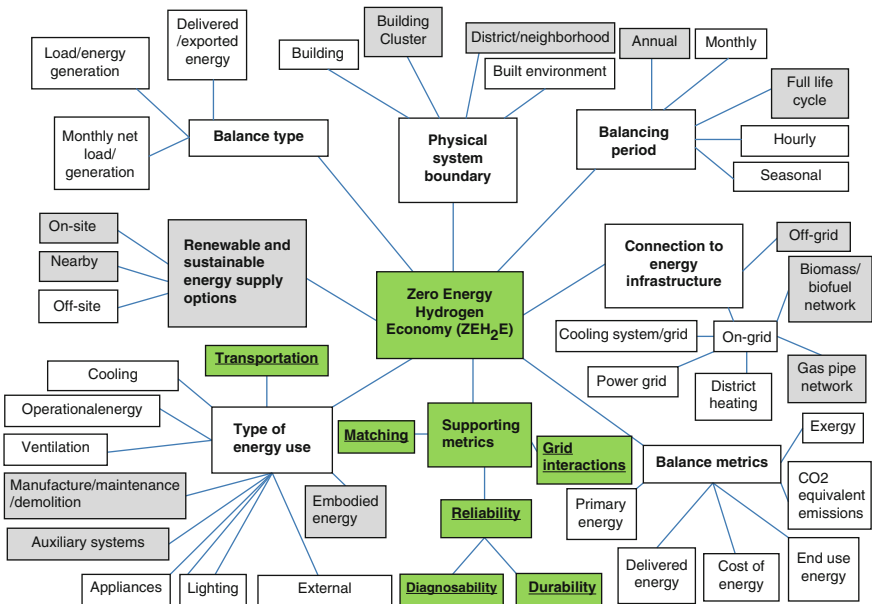 Delivered
/exported
energy
Load/energy
generation
Monthly net
load/
generation
Balance type
Building
Building
Cluster
District/neighborhood
Built environment
Physical
system
boundary
Annual
Monthly
Full life
cycle
Hourly
Seasonal
Balancing
period
On-site
Nearby
Off-site
Renewable and
sustainable
energy supply
options
Zero Energy
Hydrogen
Economy (ZEH2E)
Connection to
energy
infrastructure
Off-grid
Biomass/
biofuel
network
Cooling system/grid
On-grid
Power grid
District
heating
Gas pipe
network
Transportation
Cooling
Operationalenergy
Ventilation
Manufacture/maintenance
/demolition
Auxiliary systems
Appliances
Lighting
External
Embodied
energy
Type of
energy use
Matching
Supporting
metrics
Grid
interactions
Reliability
Diagnosability
Durability
Balance metrics
Exergy
CO2
equivalent
emissions
Primary
energy
Delivered
energy
Cost of
energy
End use
energy